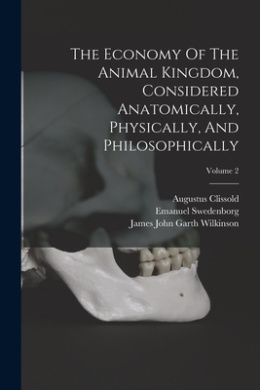 The Economy Of The
Animal Kingdom,
Considered
Anatomically,
Physically, And
Philosophically
Volume 2
Augustus Clissold
Emanuel Swedenborg
James John Garth Wilkinson